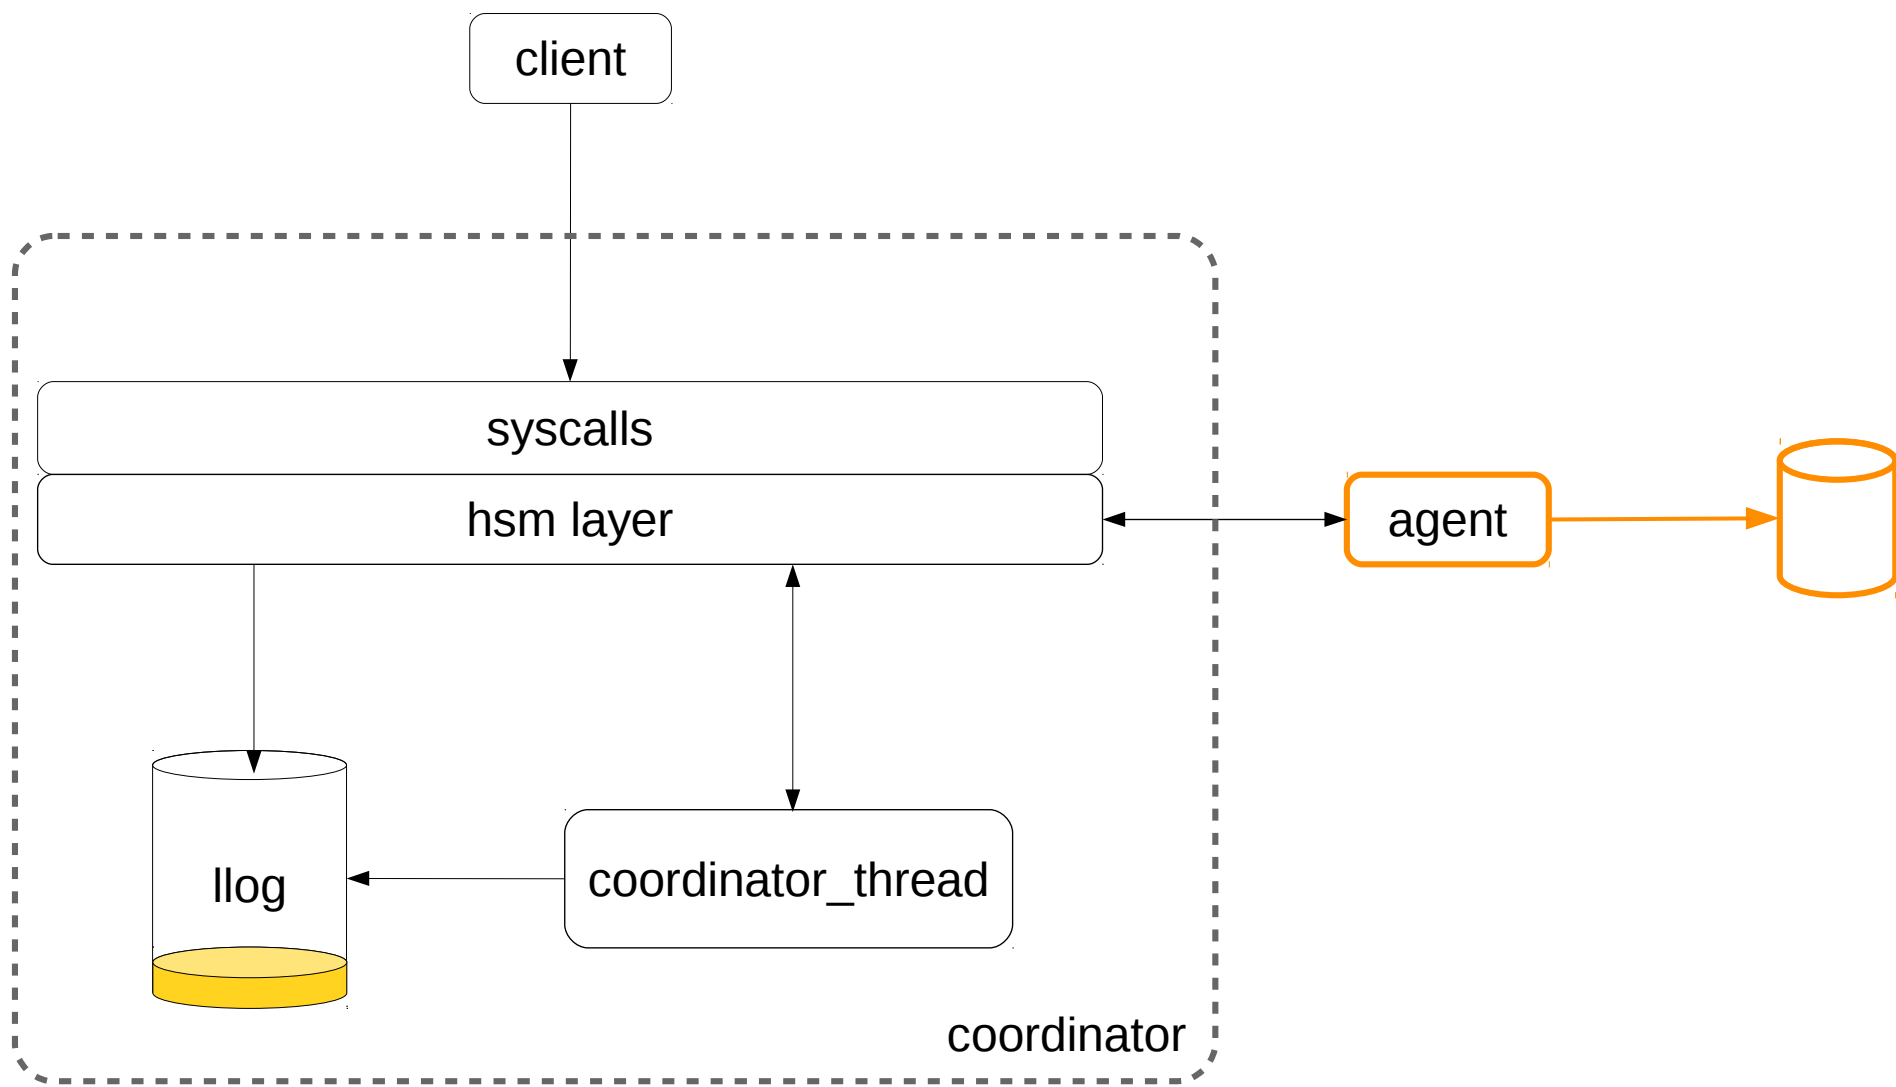 client
syscalls
hsm layer
agent
llog
coordinator_thread
coordinator